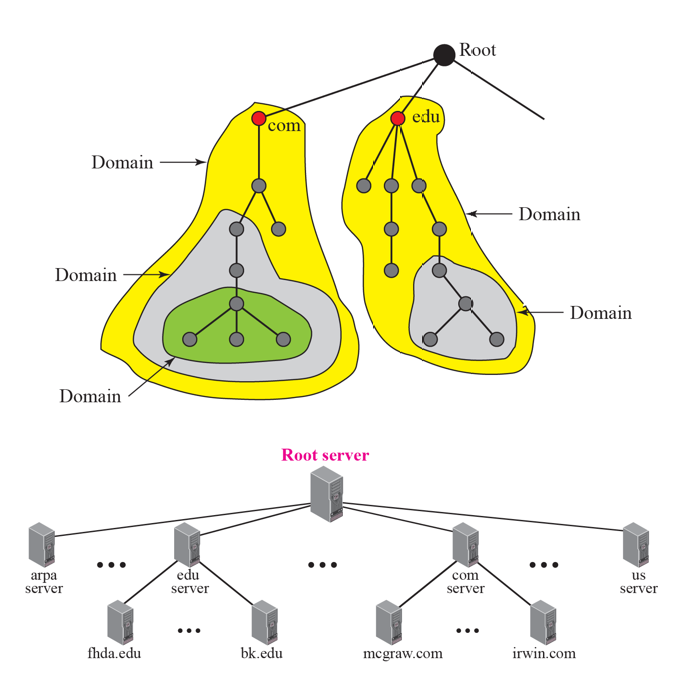 Root
com
edu
Domain
Domain
Domain
Domain
Domain
Root server
arpa
server
edu
server
com
server
us
server
fhda.edu
bk.edu
mcgraw.com
irwin.com